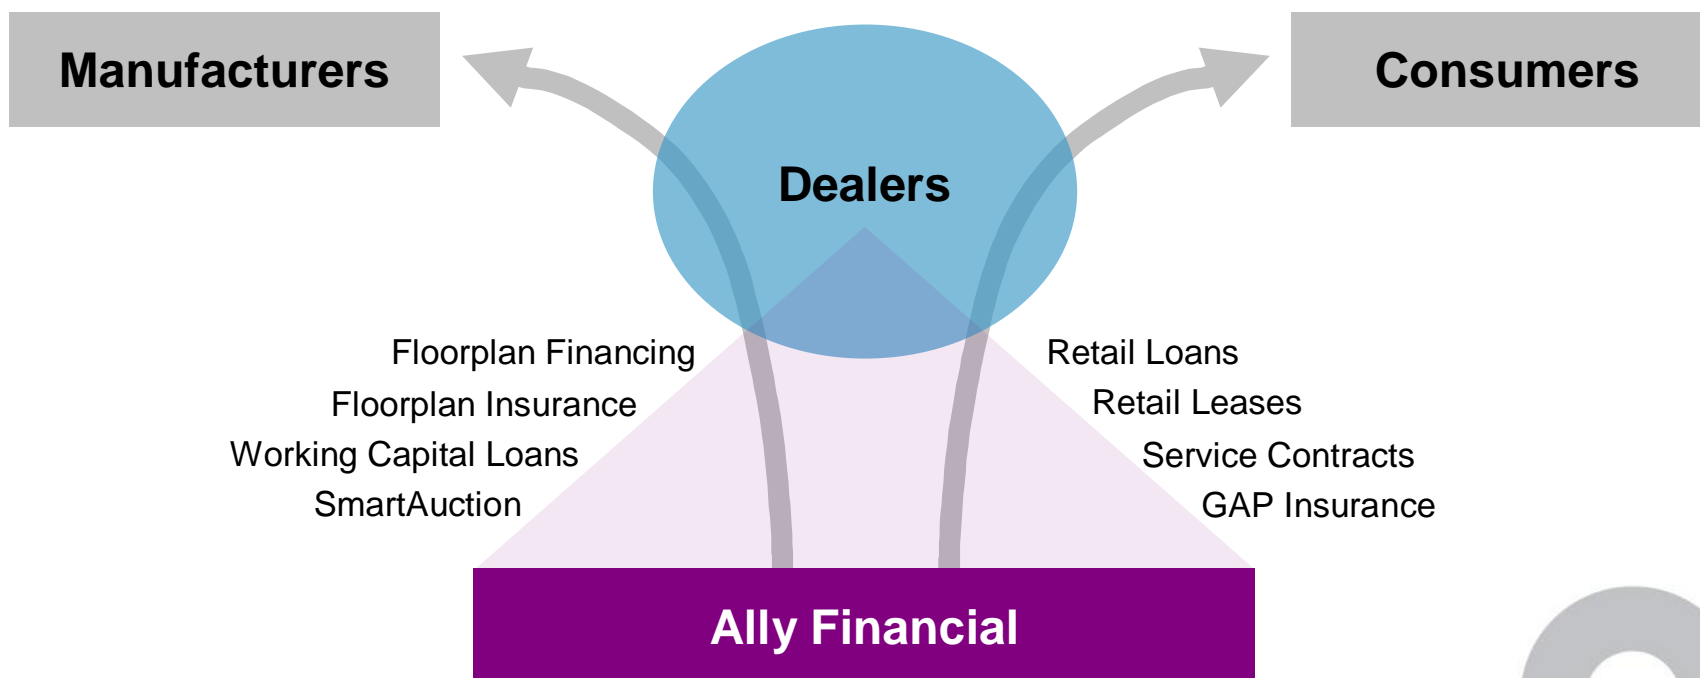 Manufacturers
Consumers
Dealers
Floorplan Financing
Floorplan Insurance
Working Capital Loans
SmartAuction
Retail Loans
Retail Leases
Service Contracts
GAP Insurance
Ally Financial